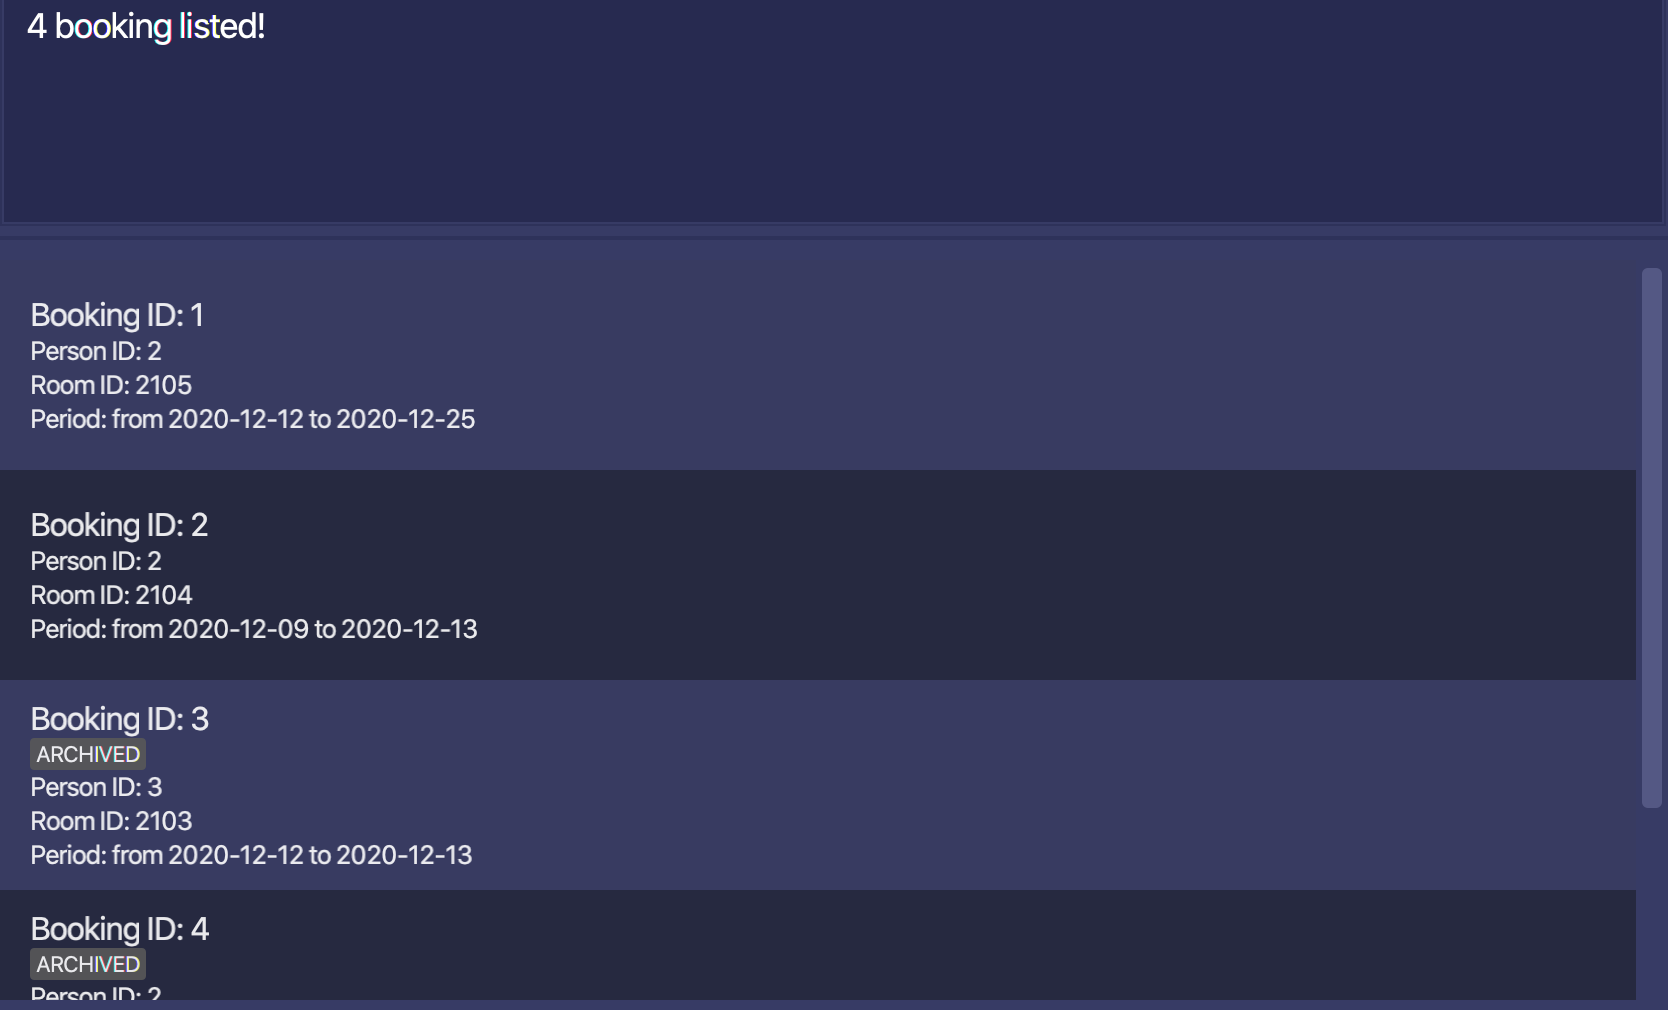 4 booking listed!
Booking ID: 1
Person ID: 2
Room ID: 2105
Period: from 2020-12-12 to 2020-12-25
Booking ID: 2
Person ID: 2
Room ID: 2104
Period: from 2020-12-09 to 2020-12-13
Booking ID: 3
ARCHIVED
Person ID: 3
Room ID: 2103
Period: from 2020-12-12 to 2020-12-13
Booking ID: 4
ARCHIVED
Person ID: 2